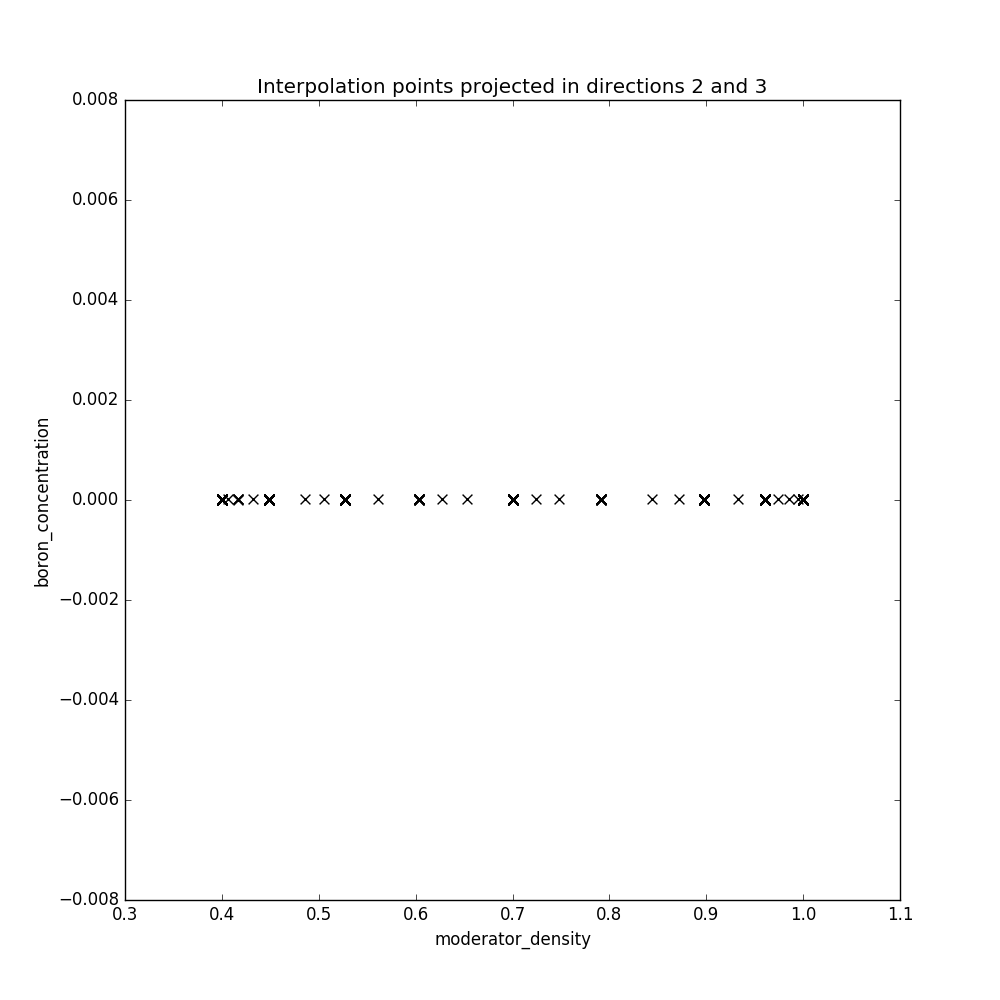 Interpolation points projected in directions 2 and 3
0.008
0.006
0.004
0.002
0.000
−0.002
−0.004
−0.006
−0.008
boron_concentration
0.3 0.4 0.5 0.6 0.7 0.8 0.9 1.0 1.1
moderator_density